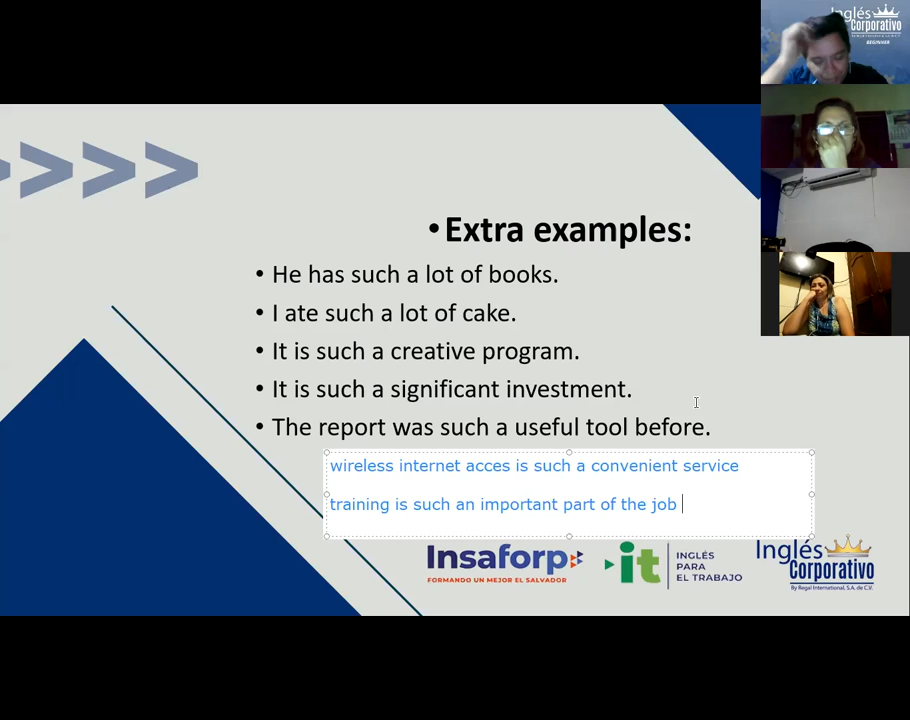 Inglés
Corporativo
BEGINNER
• Extra examples:
• He has such a lot of books.
• I ate such a lot of cake.
• It is such a creative program.
• It is such a significant investment.
• The report was such a useful tool before.
wireless internet acces is such a convenient service
training is such an important part of the job
Insaforp
FORMANDO UN MEJOR EL SALVADOR
it
INGLÉS
PARA
EL TRABAJO
Inglés
Corporativo
By Regal International, S.A. de C.V.